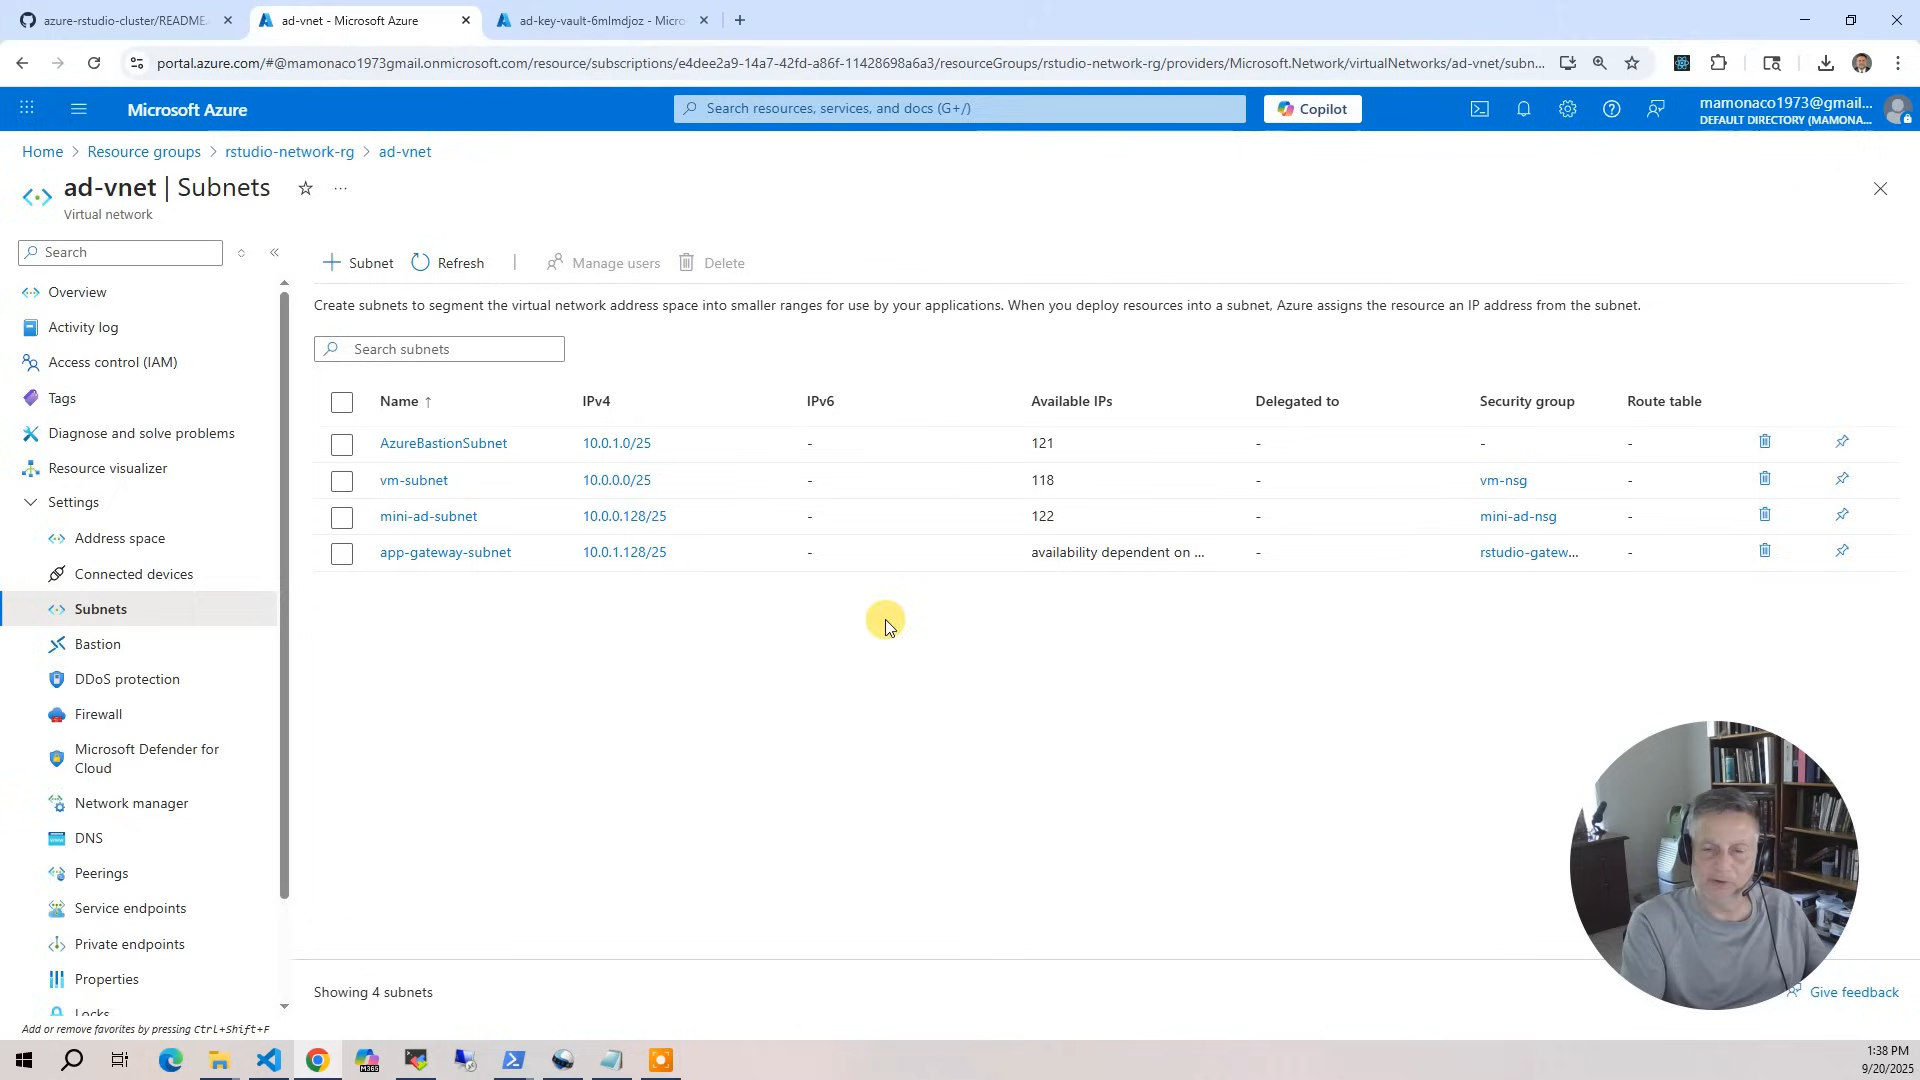 azure-rstudio-cluster/README.
ad-vnet - Microsoft Azure
ad-key-vault-6mlmdjoz - Micro
portal.azure.com/#@mamonaco1973gmail.onmicrosoft.com/resource/subscriptions/e4dee2a9-14a7-42fd-a86f-11428698a6a3/resourceGroups/rstudio-network-rg/providers/Microsoft.Network/virtualNetworks/ad-vnet/subn...
Microsoft Azure
Search resources, services, and docs (G+/)
Copilot
mamonaco1973@gmail...
DEFAULT DIRECTORY (MAMONA...
Home > Resource groups > rstudio-network-rg > ad-vnet
ad-vnet | Subnets
Virtual network
Search
Overview
Activity log
Access control (IAM)
Tags
Diagnose and solve problems
Resource visualizer
Settings
Address space
Connected devices
Subnets
Bastion
DDoS protection
Firewall
Microsoft Defender for
Cloud
Network manager
DNS
Peerings
Service endpoints
Private endpoints
Properties
Locks
Add or remove favorites by pressing Ctrl+Shift+F
Subnet Refresh | Manage users Delete
Create subnets to segment the virtual network address space into smaller ranges for use by your applications. When you deploy resources into a subnet, Azure assigns the resource an IP address from the subnet.
Search subnets
Name ↑ IPv4 IPv6 Available IPs Delegated to Security group Route table
AzureBastionSubnet 10.0.1.0/25 - 121 - - -
vm-subnet 10.0.0.0/25 - 118 - vm-nsg -
mini-ad-subnet 10.0.0.128/25 - 122 - mini-ad-nsg -
app-gateway-subnet 10.0.1.128/25 - availability dependent on ... - rstudio-gatew... -
Showing 4 subnets
Give feedback
M365
1:38 PM
9/20/2025